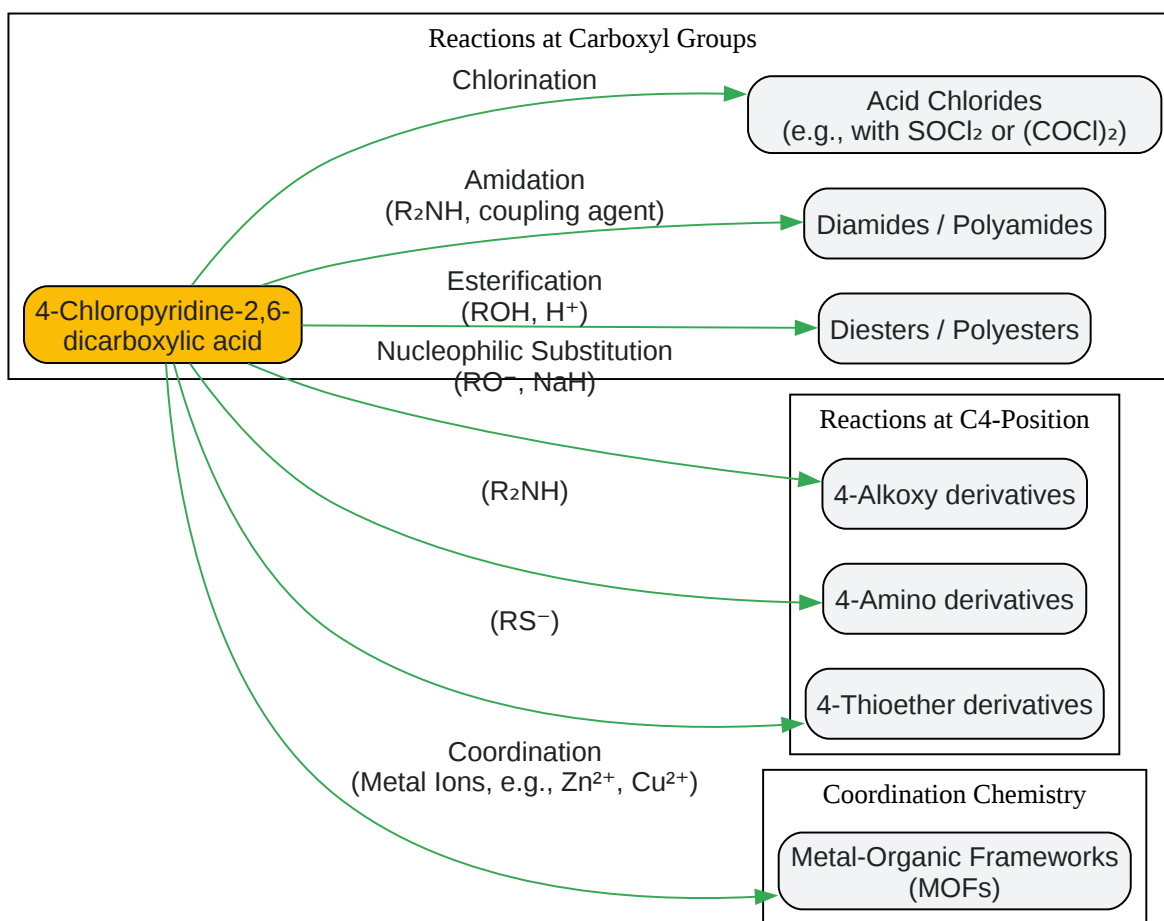 Reactions at Carboxyl Groups
Chlorination
Acid Chlorides
(e.g., with SOCl₂ or (COCl)₂)
Amidation
(R₂NH, coupling agent)
Diamides / Polyamides
Esterification
(ROH, H⁺)
4-Chloropyridine-2,6-
dicarboxylic acid
Diesters / Polyesters
Nucleophilic Substitution
(RO⁻, NaH)
Reactions at C4-Position
4-Alkoxy derivatives
(R₂NH)
4-Amino derivatives
(RS⁻)
4-Thioether derivatives
Coordination
(Metal Ions, e.g., Zn²⁺, Cu²⁺)
Coordination Chemistry
Metal-Organic Frameworks
(MOFs)